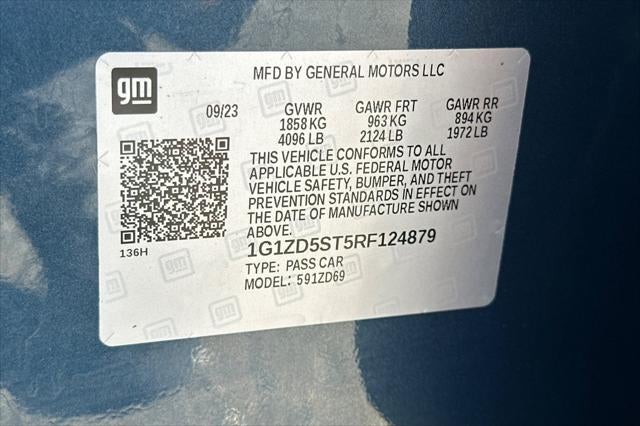 gm
MFD BY GENERAL MOTORS LLC
09/23 GVWR GAWR FRT GAWR RR
1858 KG 963 KG 894 KG
4096 LB 2124 LB 1972 LB
THIS VEHICLE CONFORMS TO ALL
APPLICABLE U.S. FEDERAL MOTOR
VEHICLE SAFETY, BUMPER, AND THEFT
PREVENTION STANDARDS IN EFFECT ON
THE DATE OF MANUFACTURE SHOWN
ABOVE.
136H
1G1ZD5ST5RF124879
TYPE: PASS CAR
MODEL: 591ZD69